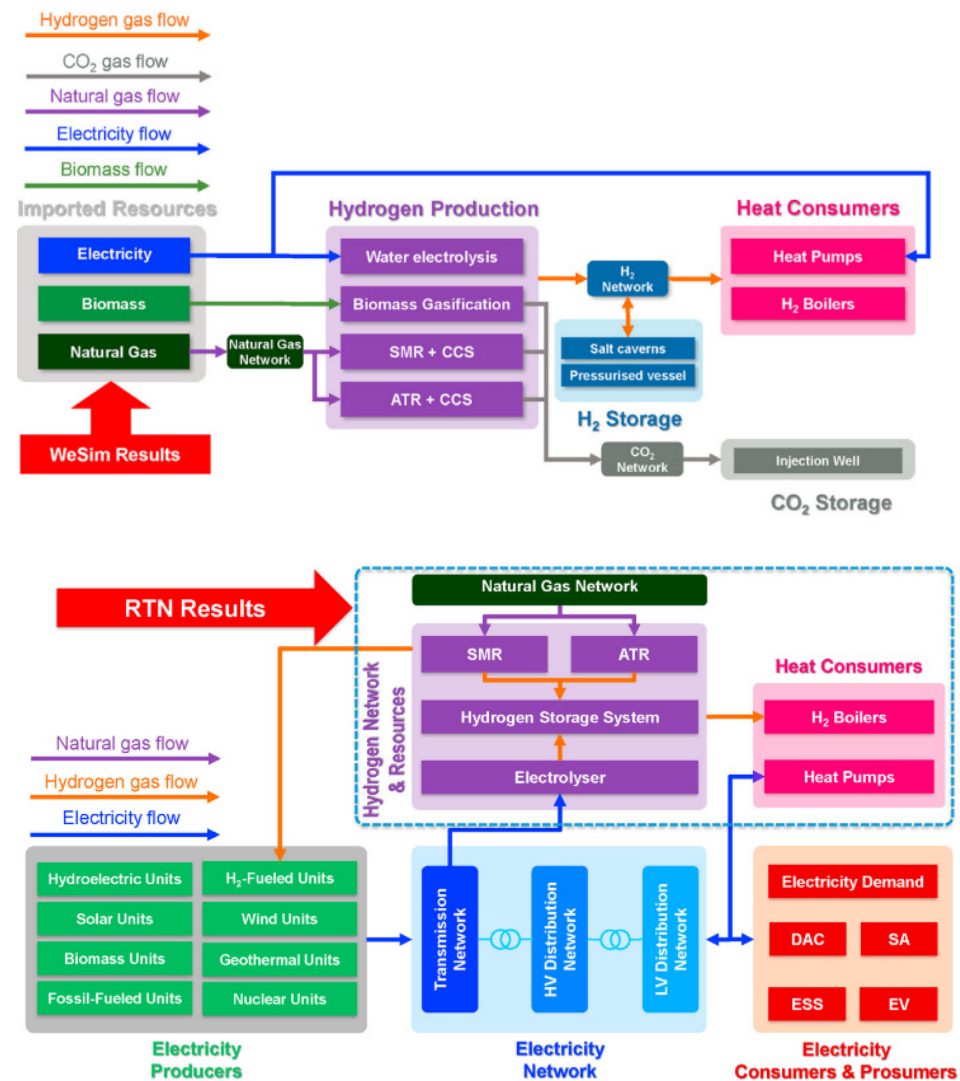 Hydrogen gas flow
CO₂ gas flow
Natural gas flow
Electricity flow
Biomass flow
Imported Resources
Hydrogen Production
Heat Consumers
Electricity
Water electrolysis
Heat Pumps
H₂
Network
Biomass
Biomass Gasification
H₂ Boilers
Natural Gas
Natural Gas
Network
SMR + CCS
Salt caverns
Pressurised vessel
ATR + CCS
H₂ Storage
WeSim Results
CO₂
Network
Injection Well
CO₂ Storage
RTN Results
Natural Gas Network
SMR
ATR
Heat Consumers
Hydrogen Network
& Resources
Hydrogen Storage System
H₂ Boilers
Electrolyser
Heat Pumps
Natural gas flow
Hydrogen gas flow
Electricity flow
Hydroelectric Units
H₂-Fueled Units
Solar Units
Wind Units
Biomass Units
Geothermal Units
Fossil-Fueled Units
Nuclear Units
Transmission
Network
HV Distribution
Network
LV Distribution
Network
Electricity Demand
DAC
SA
ESS
EV
Electricity
Producers
Electricity
Network
Electricity
Consumers & Prosumers